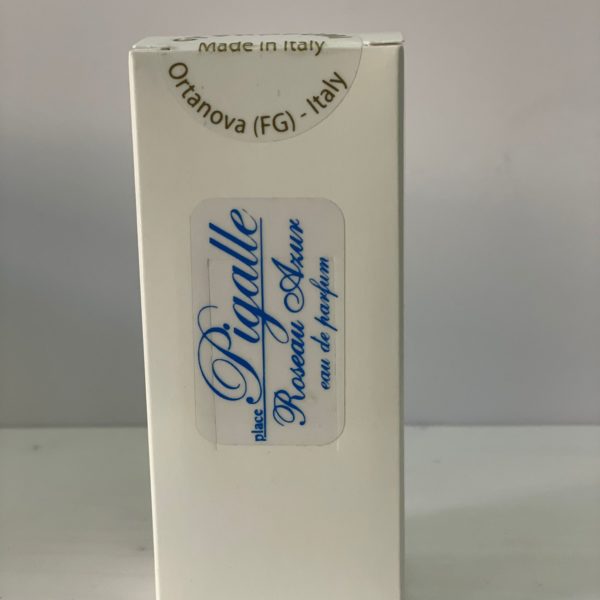 Made in Italy
Ortanova (FG) - Italy
place Pigalle
Roseau Azur
eau de parfum